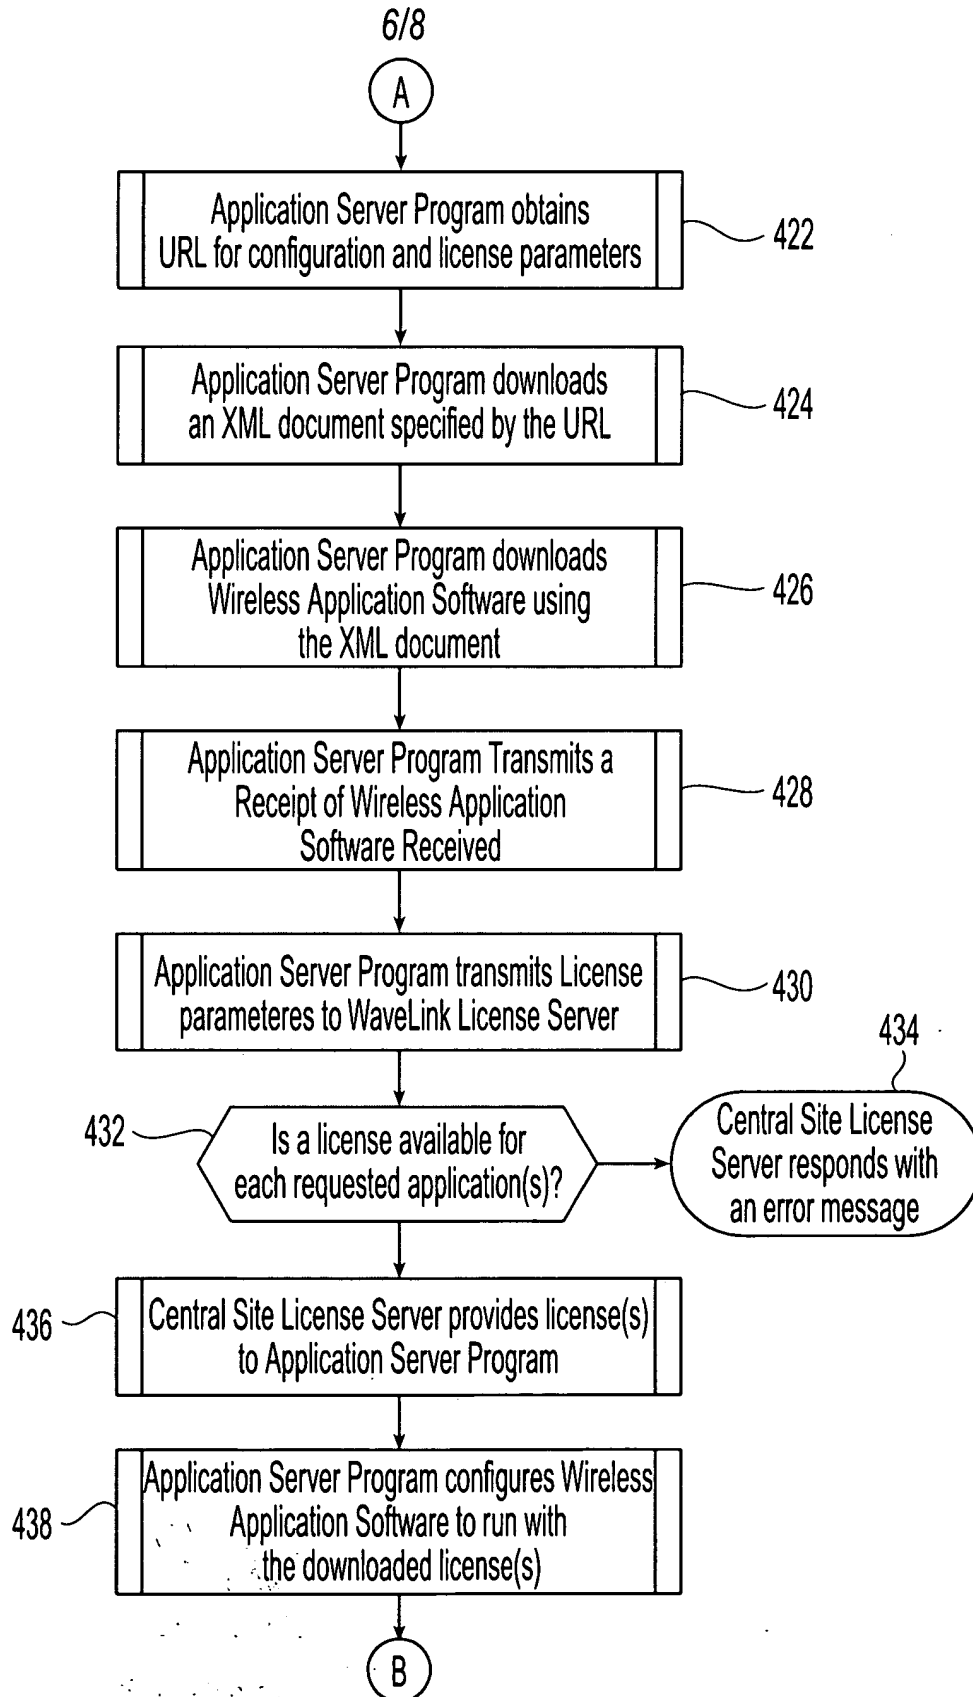 6/8
A
Application Server Program obtains
URL for configuration and license parameters
422
Application Server Program downloads
an XML document specified by the URL
424
Application Server Program downloads
Wireless Application Software using
the XML document
426
Application Server Program Transmits a
Receipt of Wireless Application
Software Received
428
Application Server Program transmits License
parameteres to WaveLink License Server
430
432
Is a license available for
each requested application(s)?
434
Central Site License
Server responds with
an error message
436
Central Site License Server provides license(s)
to Application Server Program
438
Application Server Program configures Wireless
Application Software to run with
the downloaded license(s)
B